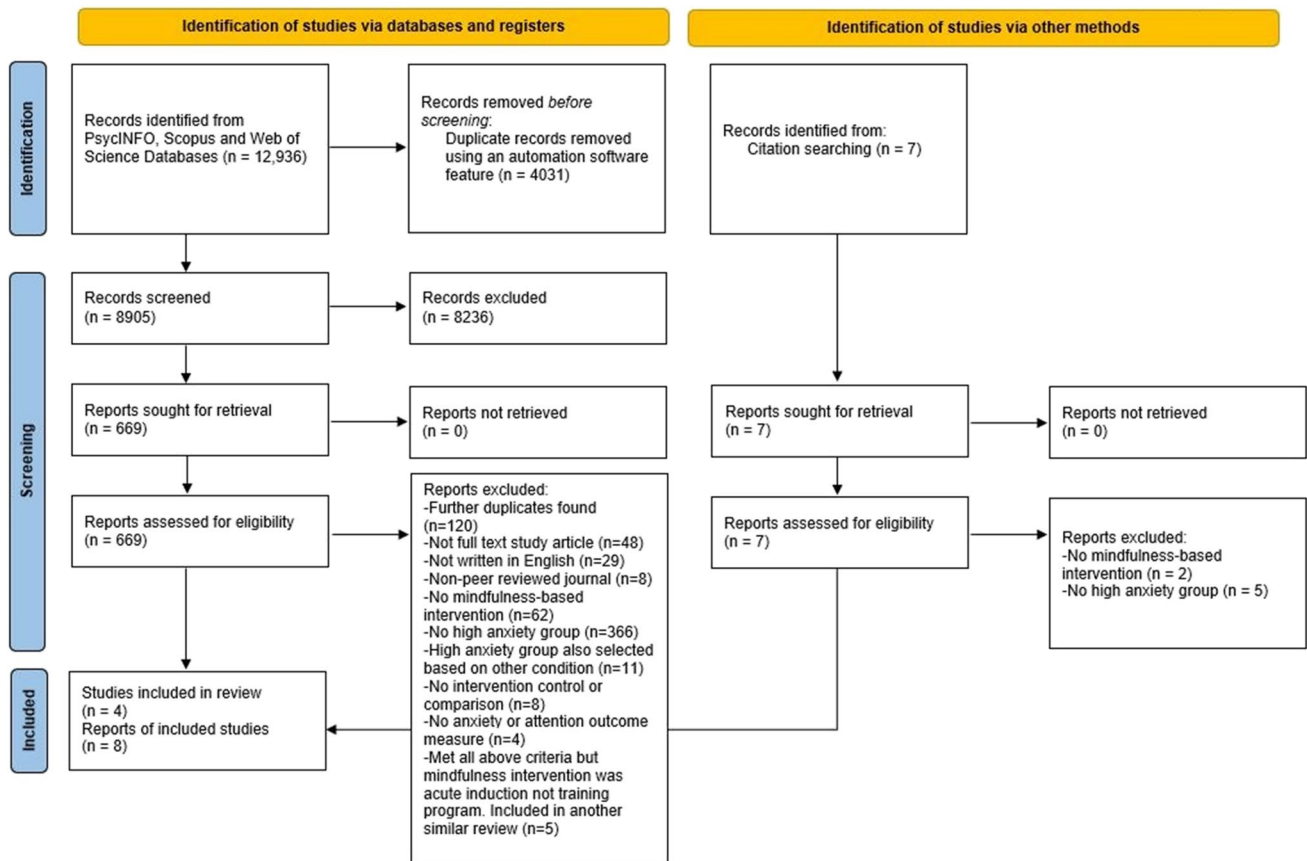 Identification of studies via databases and registers
Identification of studies via other methods
Identification
Records identified from
PsycINFO, Scopus and Web of
Science Databases (n = 12,936)
Records removed before
screening:
Duplicate records removed
using an automation software
feature (n = 4031)
Records identified from:
Citation searching (n = 7)
Screening
Records screened
(n = 8905)
Records excluded
(n = 8236)
Reports sought for retrieval
(n = 669)
Reports not retrieved
(n = 0)
Reports sought for retrieval
(n = 7)
Reports not retrieved
(n = 0)
Reports assessed for eligibility
(n = 669)
Reports excluded:
-Further duplicates found
(n=120)
-Not full text study article (n=48)
-Not written in English (n=29)
-Non-peer reviewed journal (n=8)
-No mindfulness-based
intervention (n=62)
-No high anxiety group (n=366)
-High anxiety group also selected
based on other condition (n=11)
-No intervention control or
comparison (n=8)
-No anxiety or attention outcome
measure (n=4)
-Met all above criteria but
mindfulness intervention was
acute induction not training
program. Included in another
similar review (n=5)
Reports assessed for eligibility
(n = 7)
Reports excluded:
-No mindfulness-based
intervention (n = 2)
-No high anxiety group (n = 5)
Included
Studies included in review
(n = 4)
Reports of included studies
(n = 8)